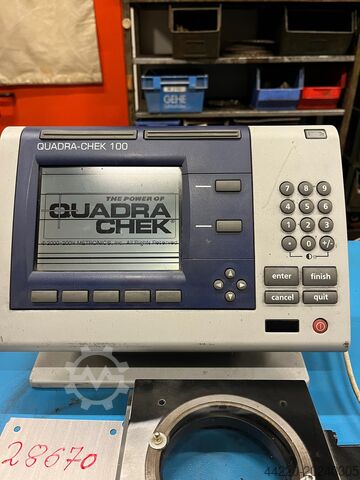 QUADRA-CHEK 100
THE POWER OF
QUADRA
CHEK
© 2000-2004 METRONICS, Inc. All Rights Reserved
7 8 9
4 5 6
1 2 3
• 0 +/-
enter finish
cancel quit
GEHE
28670